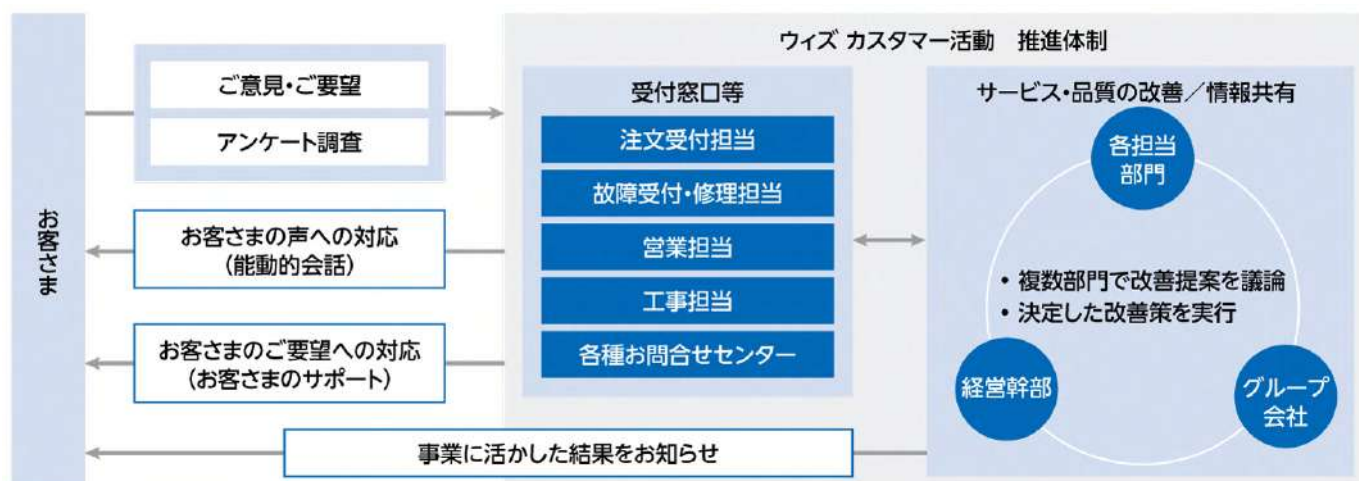 ウィズ カスタマー活動　推進体制
お客さま
ご意見・ご要望
アンケート調査
お客さまの声への対応
(能動的会話)
お客さまのご要望への対応
(お客さまのサポート)
事業に活かした結果をお知らせ
受付窓口等
注文受付担当
故障受付・修理担当
営業担当
工事担当
各種お問合せセンター
サービス・品質の改善／情報共有
各担当
部門
・複数部門で改善提案を議論
・決定した改善策を実行
経営幹部
グループ
会社